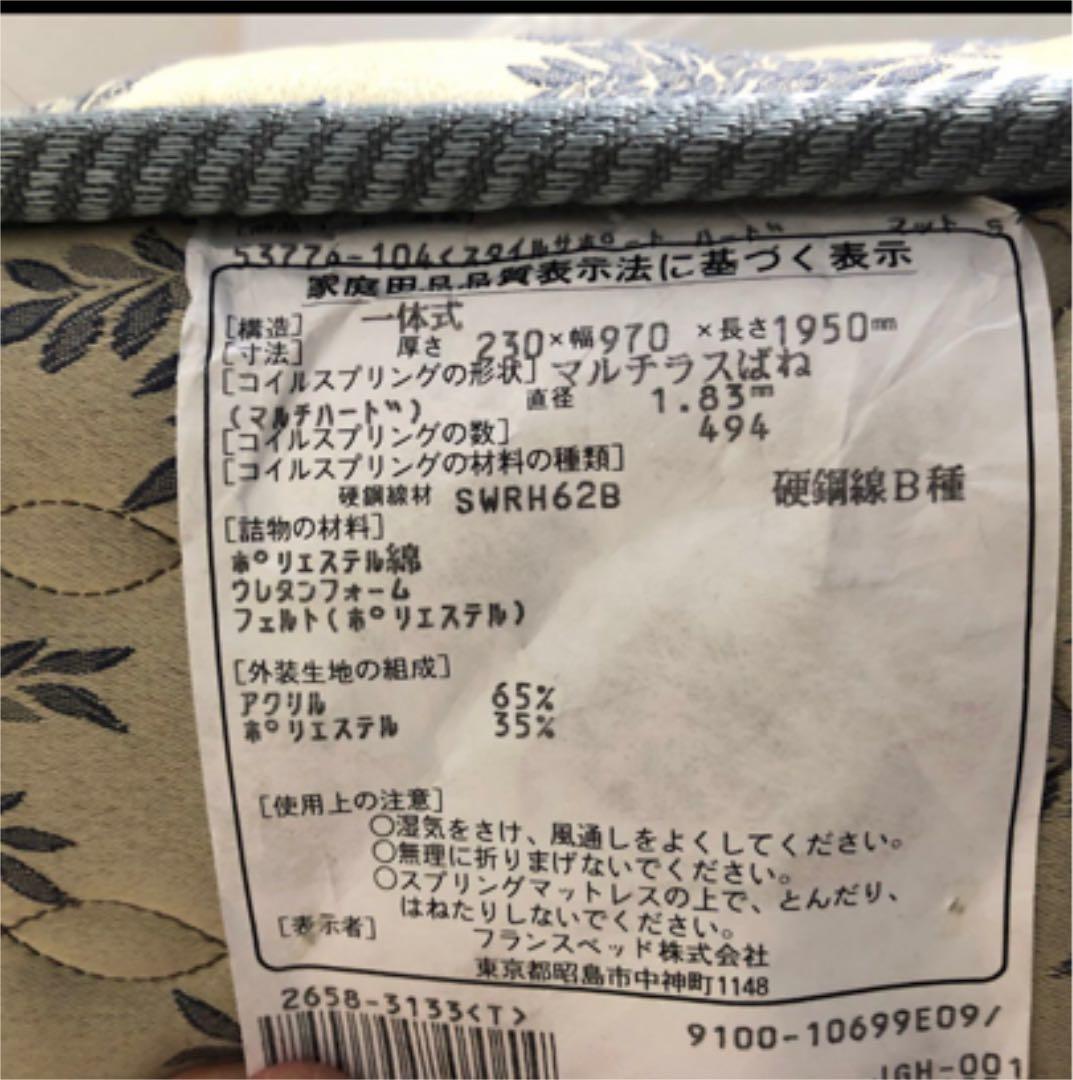 53776-104<スタイルサポート ハード マット S
家庭用品品質表示法に基づく表示
[構造] 一体式
[寸法] 厚さ 230×幅970 ×長さ1950mm
[コイルスプリングの形状] マルチラスばね
(マルチハード) 直径 1.83mm
[コイルスプリングの数] 494
[コイルスプリングの材料の種類]
硬鋼線材 SWRH62B 硬鋼線B種
[詰物の材料]
ポリエステル綿
ウレタンフォーム
フェルト(ポリエステル)
[外装生地の組成]
アクリル 65%
ポリエステル 35%
[使用上の注意]
○湿気をさけ、風通しをよくしてください。
○無理に折りまげないでください。
○スプリングマットレスの上で、とんだり、
はねたりしないでください。
[表示者] フランスベッド株式会社
東京都昭島市中神町1148
2658-3133<T>
9100-10699E09/
JGH-001